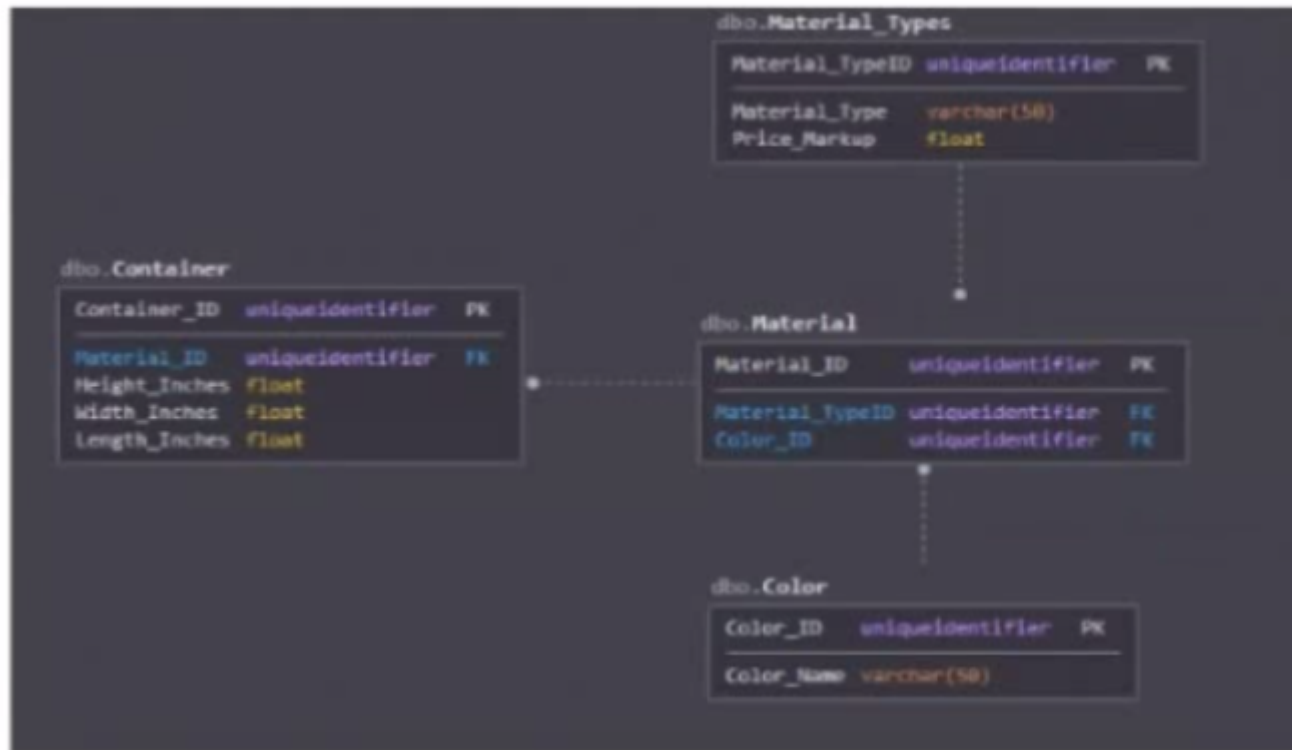 dbo.Material_Types
Material_TypeID uniqueidentifier PK
Material_Type varchar(50)
Price_Markup float
dbo.Container
Container_ID uniqueidentifier PK
Material_ID uniqueidentifier FK
Height_Inches float
Width_Inches float
Length_Inches float
dbo.Material
Material_ID uniqueidentifier PK
Material_TypeID uniqueidentifier FK
Color_ID uniqueidentifier FK
dbo.Color
Color_ID uniqueidentifier PK
Color_Name varchar(50)